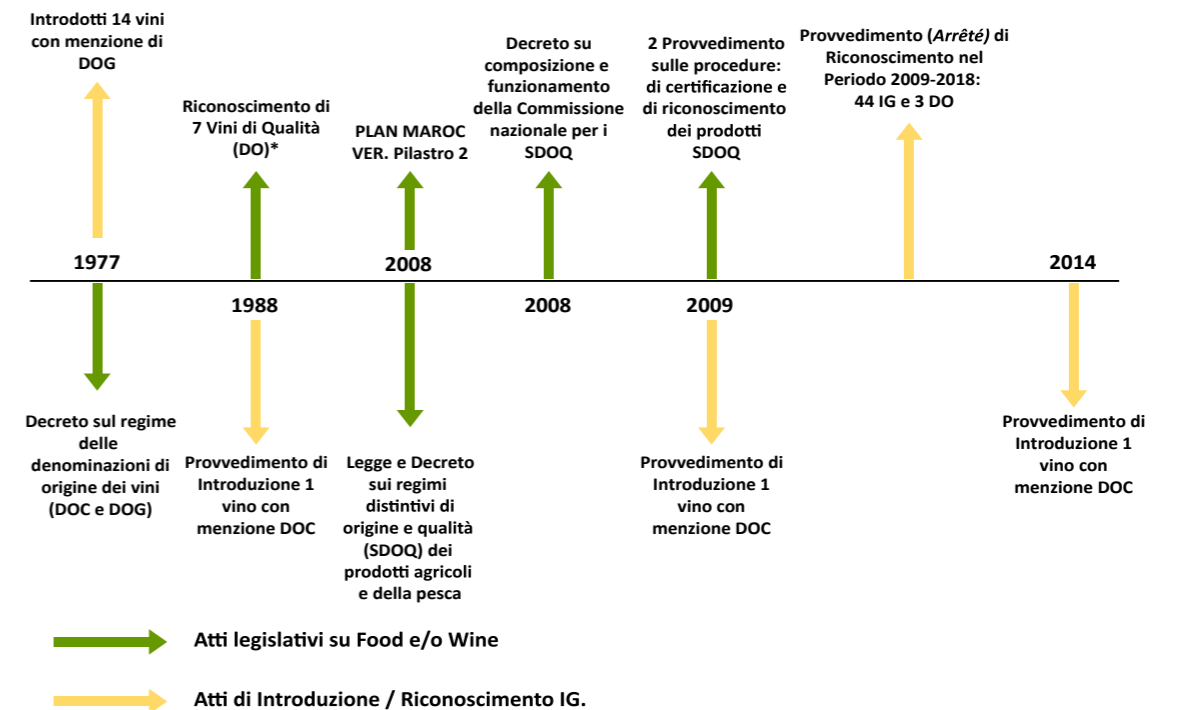 Introdotti 14 vini
con menzione di
DOG
Riconoscimento di
7 Vini di Qualità
(DO)*
PLAN MAROC
VER. Pilastro 2
Decreto su
composizione e
funzionamento
della Commissione
nazionale per i
SDOQ
2 Provvedimento
sulle procedure:
di certificazione e
di riconoscimento
dei prodotti
SDOQ
Provvedimento (Arrêté) di
Riconoscimento nel
Periodo 2009-2018:
44 IG e 3 DO
1977
2008
2014
1988
2008
2009
Decreto sul regime
delle
denominazioni di
origine dei vini
(DOC e DOG)
Provvedimento di
Introduzione 1
vino con
menzione DOC
Legge e Decreto
sui regimi
distintivi di
origine e qualità
(SDOQ) dei
prodotti agricoli
e della pesca
Provvedimento di
Introduzione 1
vino con
menzione DOC
Provvedimento di
Introduzione 1
vino con
menzione DOC
Atti legislativi su Food e/o Wine
Atti di Introduzione / Riconoscimento IG.